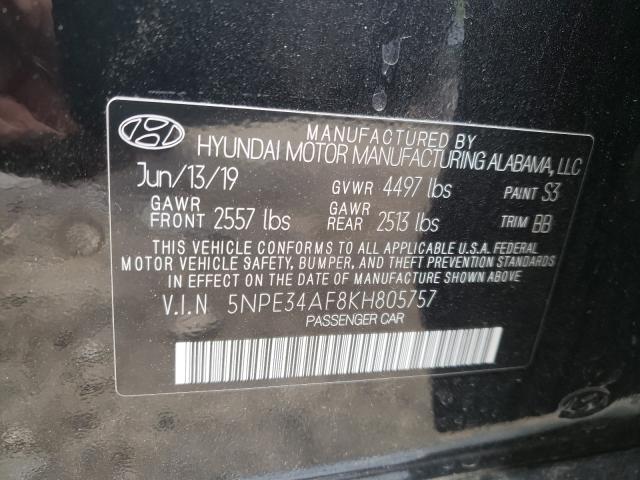 MANUFACTURED BY
HYUNDAI MOTOR MANUFACTURING ALABAMA, LLC
Jun/13/19 GVWR 4497 lbs PAINT S3
GAWR FRONT 2557 lbs GAWR REAR 2513 lbs TRIM BB
THIS VEHICLE CONFORMS TO ALL APPLICABLE U.S.A. FEDERAL
MOTOR VEHICLE SAFETY, BUMPER, AND THEFT PREVENTION
STANDARDS IN EFFECT ON THE DATE OF MANUFACTURE SHOWN ABOVE.
V.I.N 5NPE34AF8KH805757
PASSENGER CAR